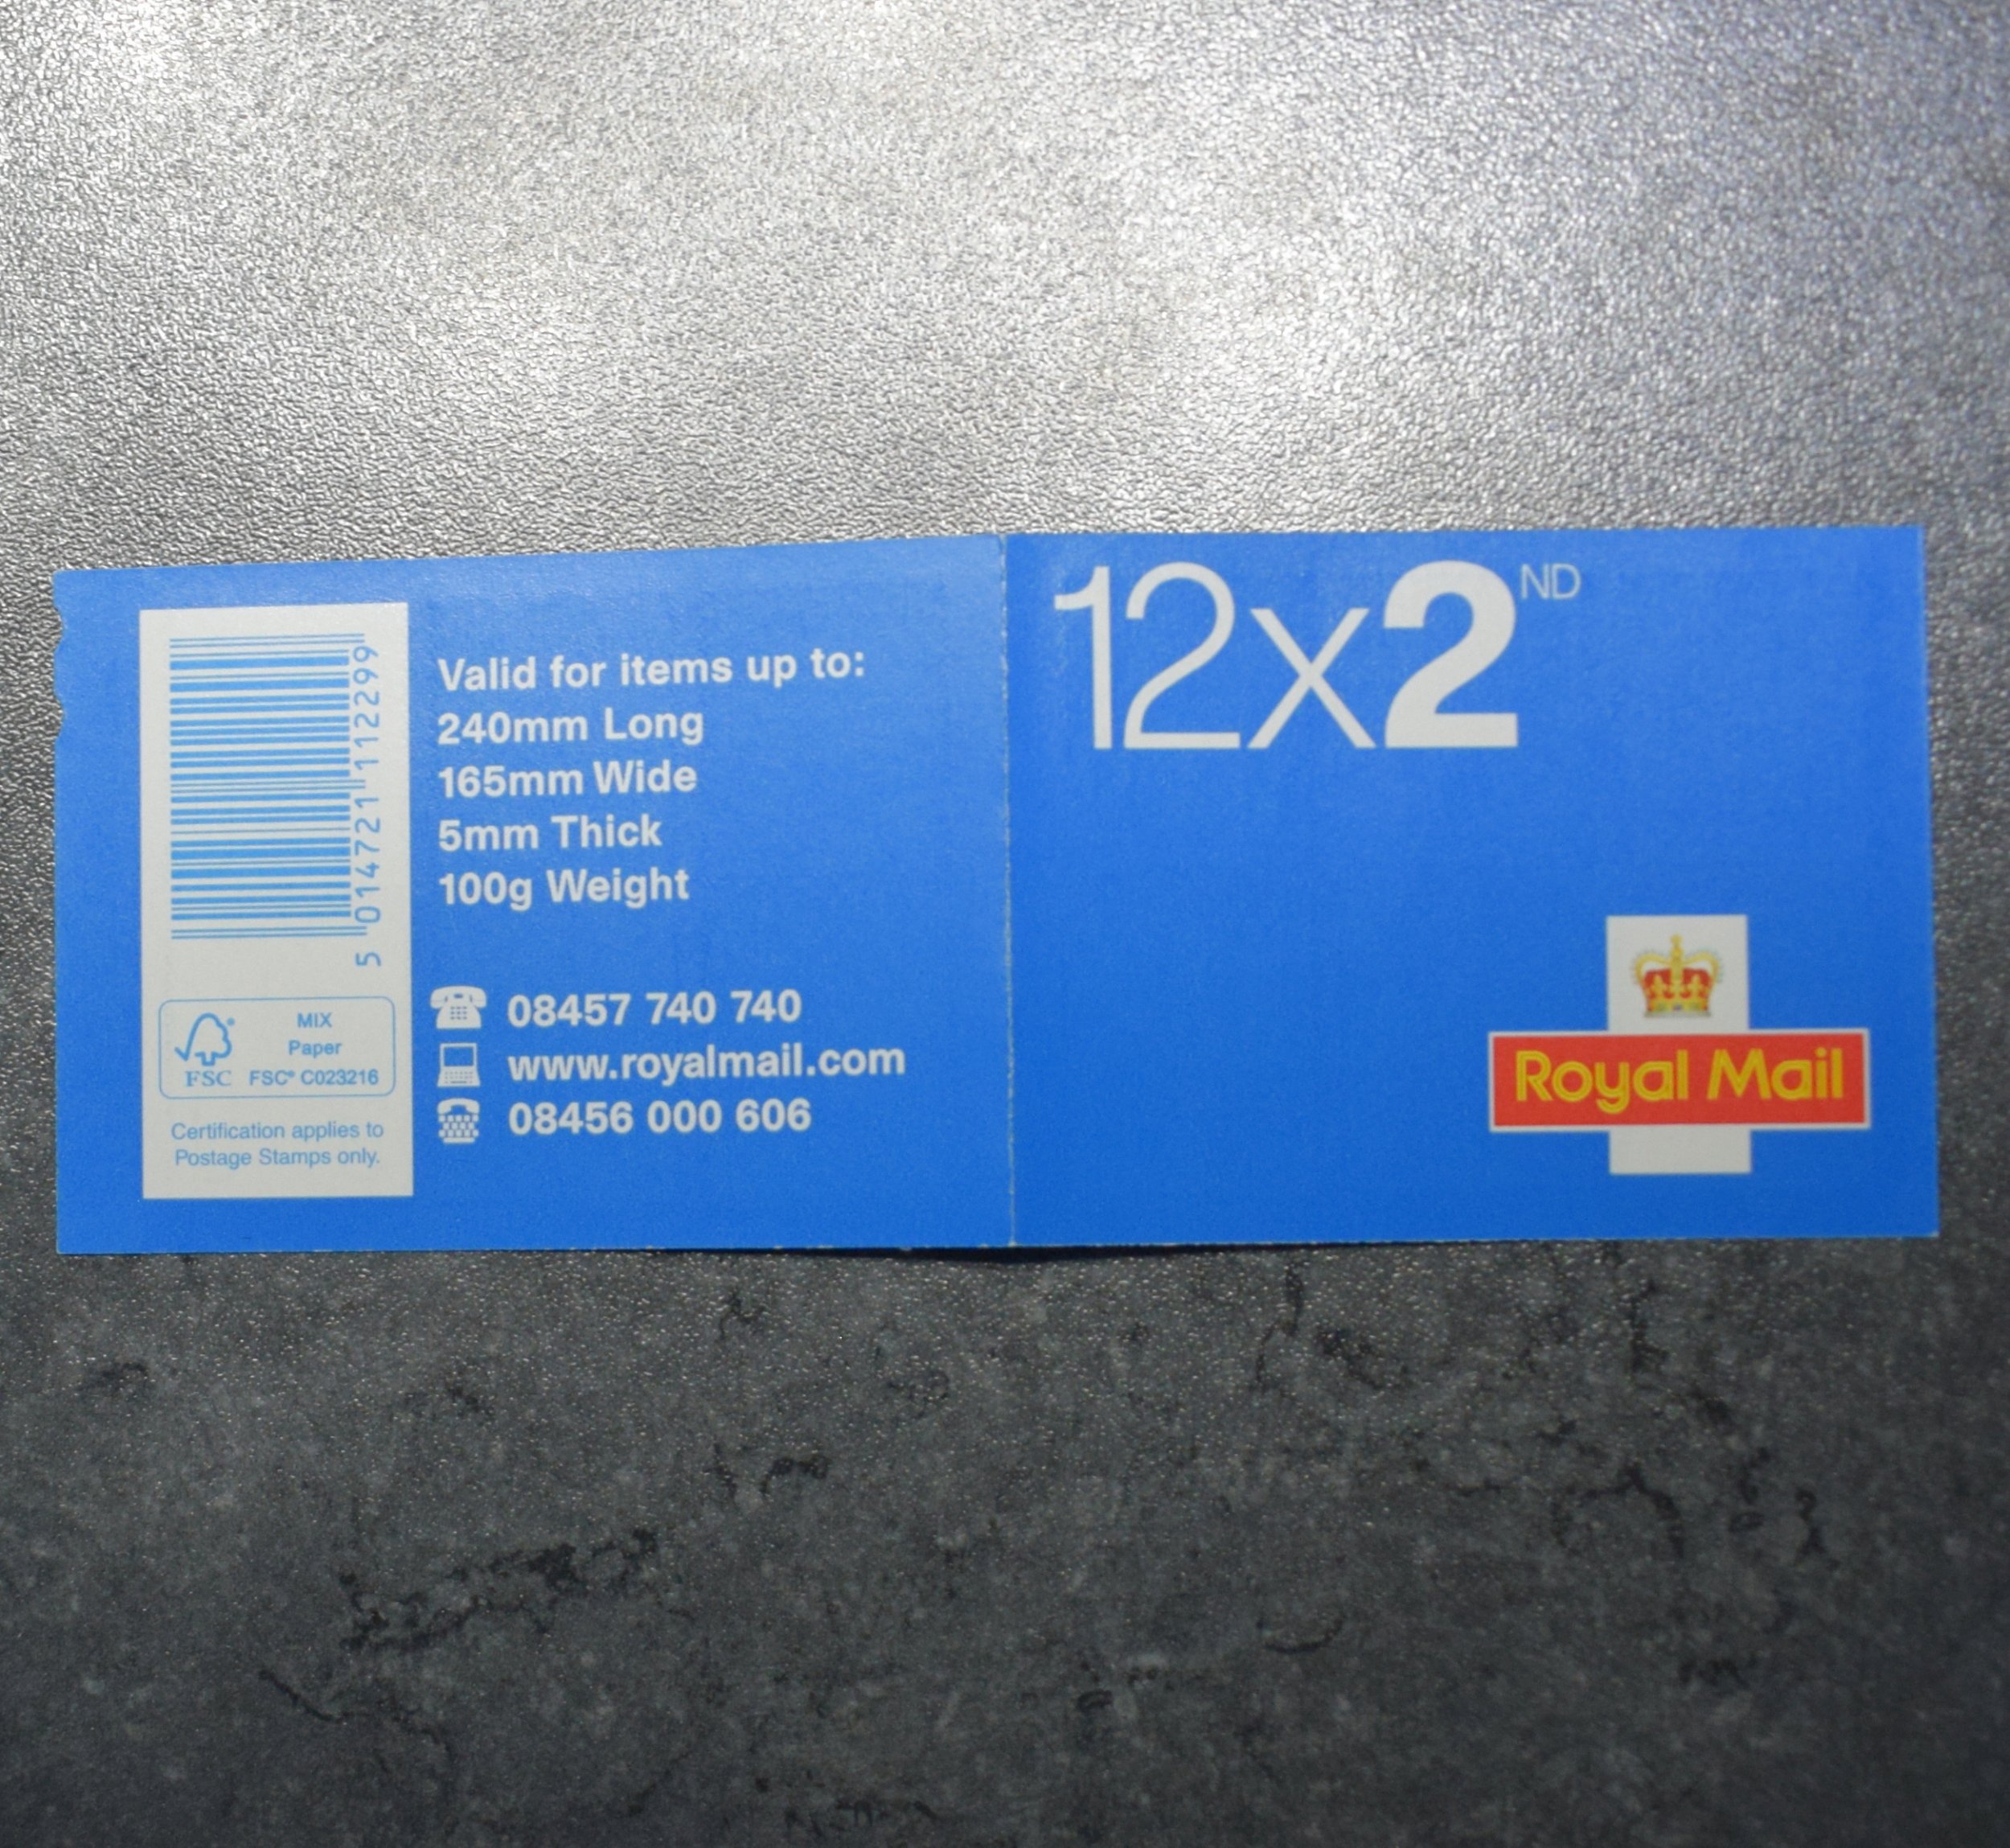 5 014721 112299
MIX
Paper
FSC
FSC® C023216
Certification applies to
Postage Stamps only.
Valid for items up to:
240mm Long
165mm Wide
5mm Thick
100g Weight
08457 740 740
www.royalmail.com
08456 000 606
12x2ND
Royal Mail